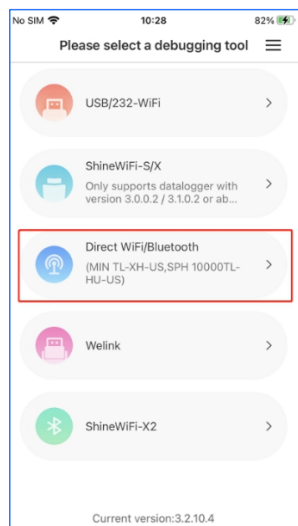 No SIM 10:28 82%
Please select a debugging tool
USB/232-WiFi
ShineWiFi-S/X
Only supports datalogger with
version 3.0.0.2 / 3.1.0.2 or ab...
Direct WiFi/Bluetooth
(MIN TL-XH-US,SPH 10000TL-
HU-US)
Welink
ShineWiFi-X2
Current version:3.2.10.4